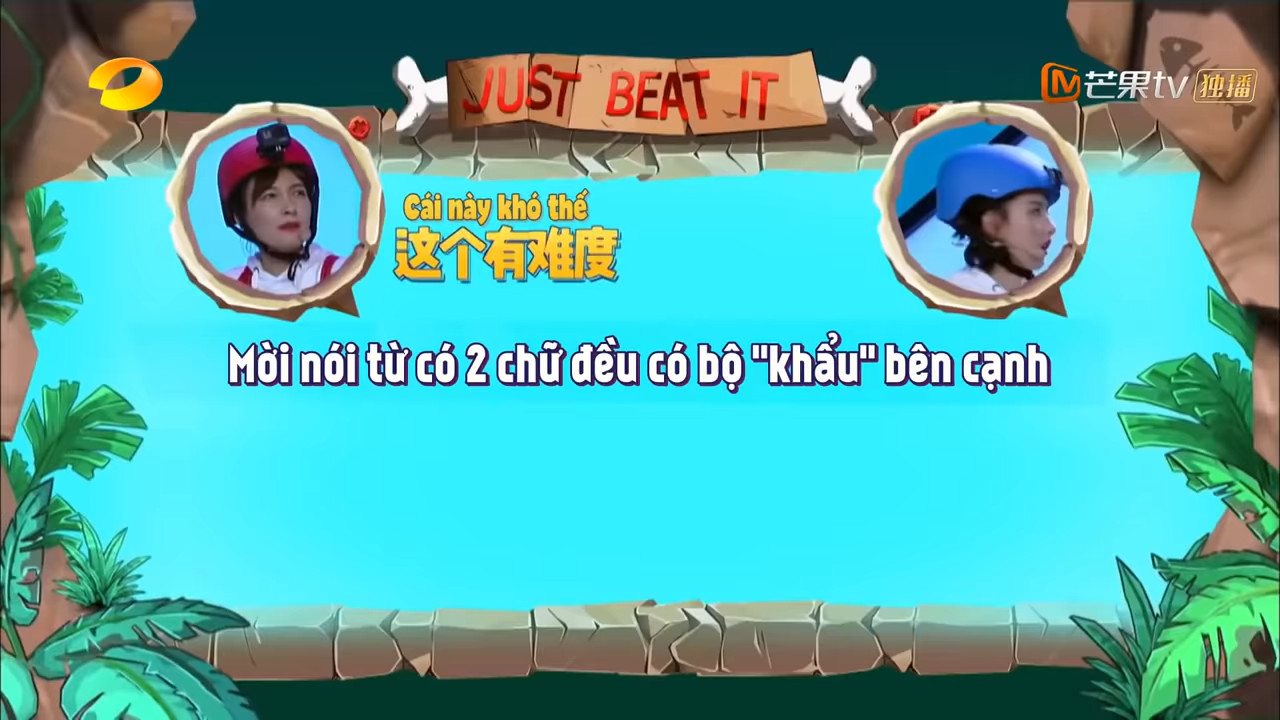 JUST BEAT IT
芒果tv 独播
Cái này khó thế
这个有难度
Mời nói từ có 2 chữ đều có bộ "khẩu" bên cạnh